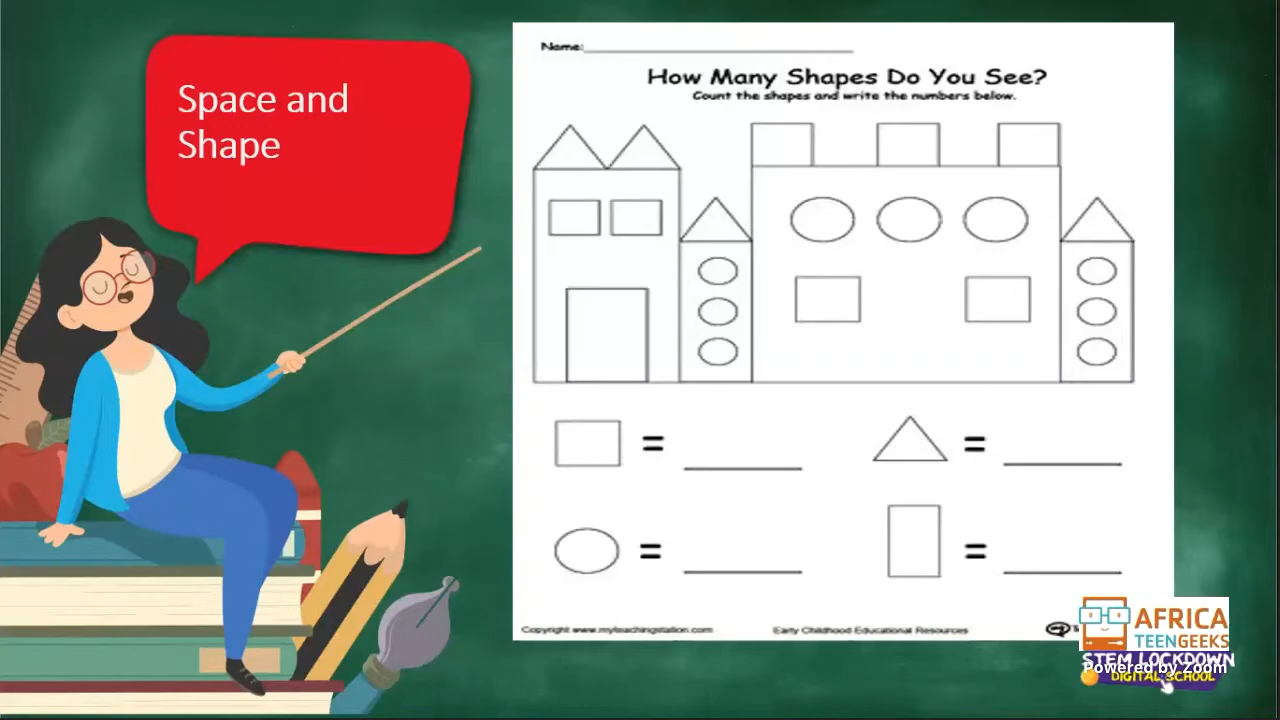 Space and
Shape
Name:
How Many Shapes Do You See?
Count the shapes and write the numbers below.
=
=
=
=
Copyright www.myteachingstation.com
Early Childhood Educational Resources
AFRICA
TEENGEEKS
STEM LOCKDOWN
DIGITAL SCHOOL
Powered by Zoom